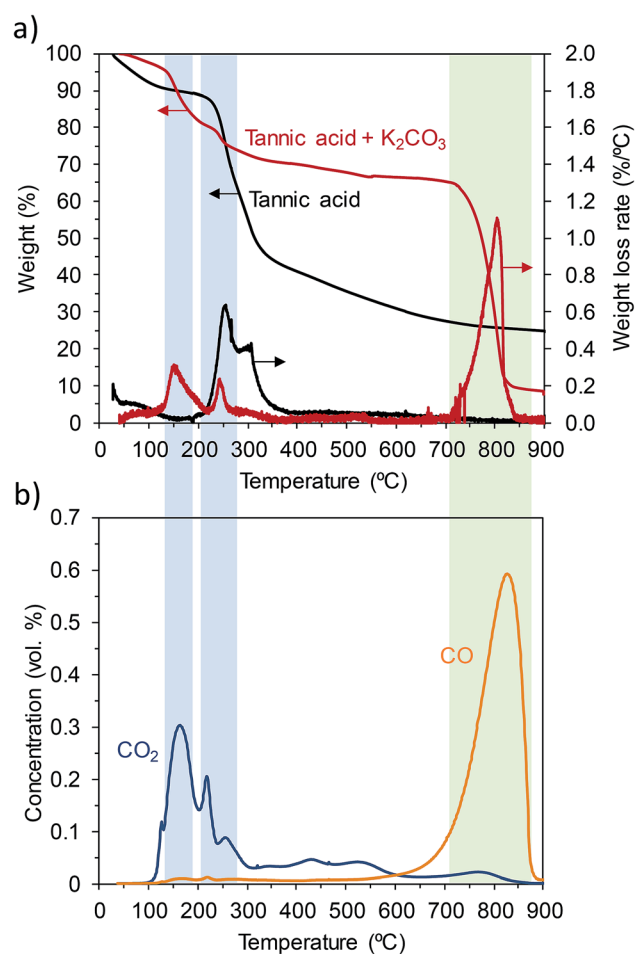 a)
100
90
80
70
60
50
40
30
20
10
0
Weight (%)
2.0
1.8
1.6
1.4
1.2
1.0
0.8
0.6
0.4
0.2
0.0
Weight loss rate (%/ºC)
Tannic acid + K₂CO₃
Tannic acid
0 100 200 300 400 500 600 700 800 900
Temperature (ºC)
b)
0.7
0.6
0.5
0.4
0.3
0.2
0.1
0
Concentration (vol. %)
CO
CO₂
0 100 200 300 400 500 600 700 800 900
Temperature (ºC)